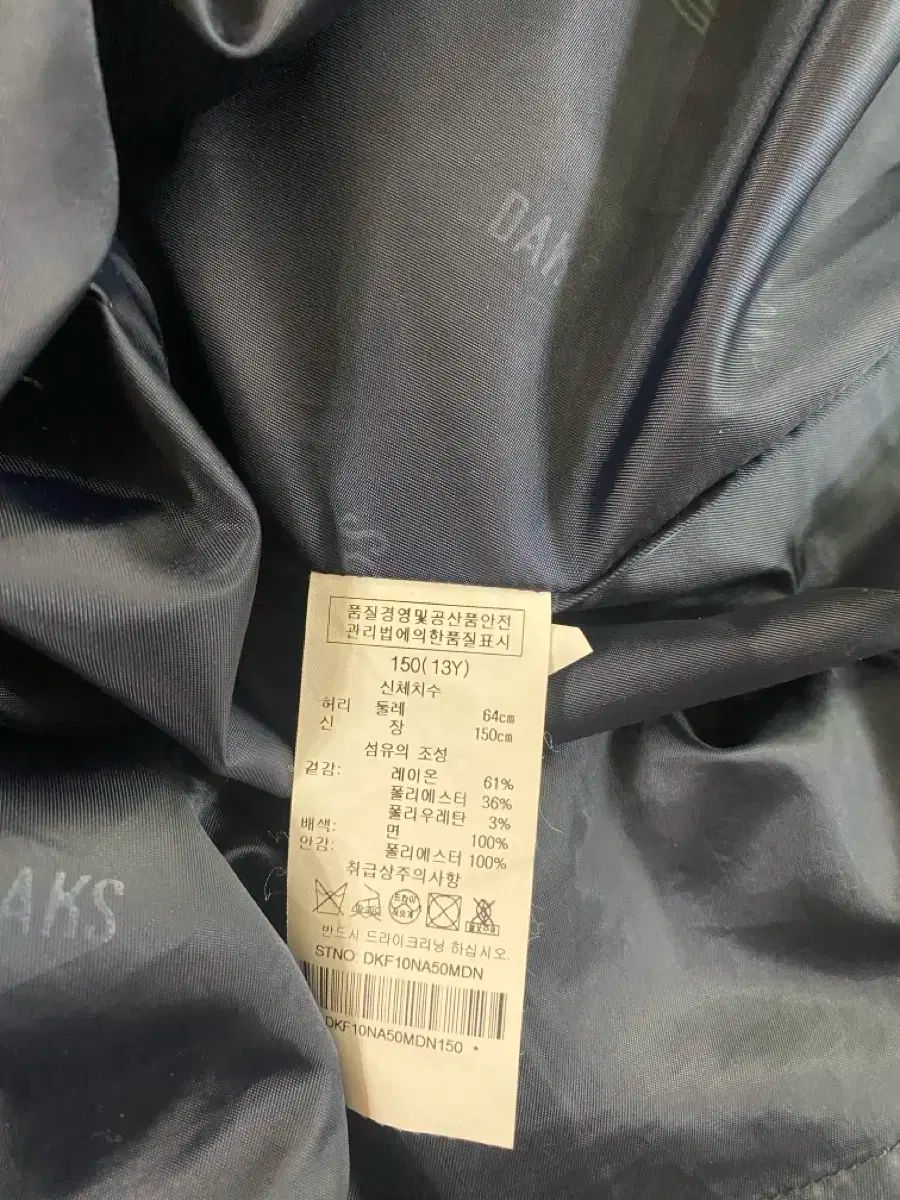 DAK
품질경영및공산품안전
관리법에의한품질표시
150(13Y)
신체치수
허리 둘레 64cm
신 장 150cm
섬유의 조성
겉감: 레이온 61%
폴리에스터 36%
폴리우레탄 3%
배색: 면 100%
안감: 폴리에스터 100%
취급상주의사항
드라이
반드시 드라이크리닝 하십시오.
STNO: DKF10NA50MDN
AKS
DKF10NA50MDN150 *